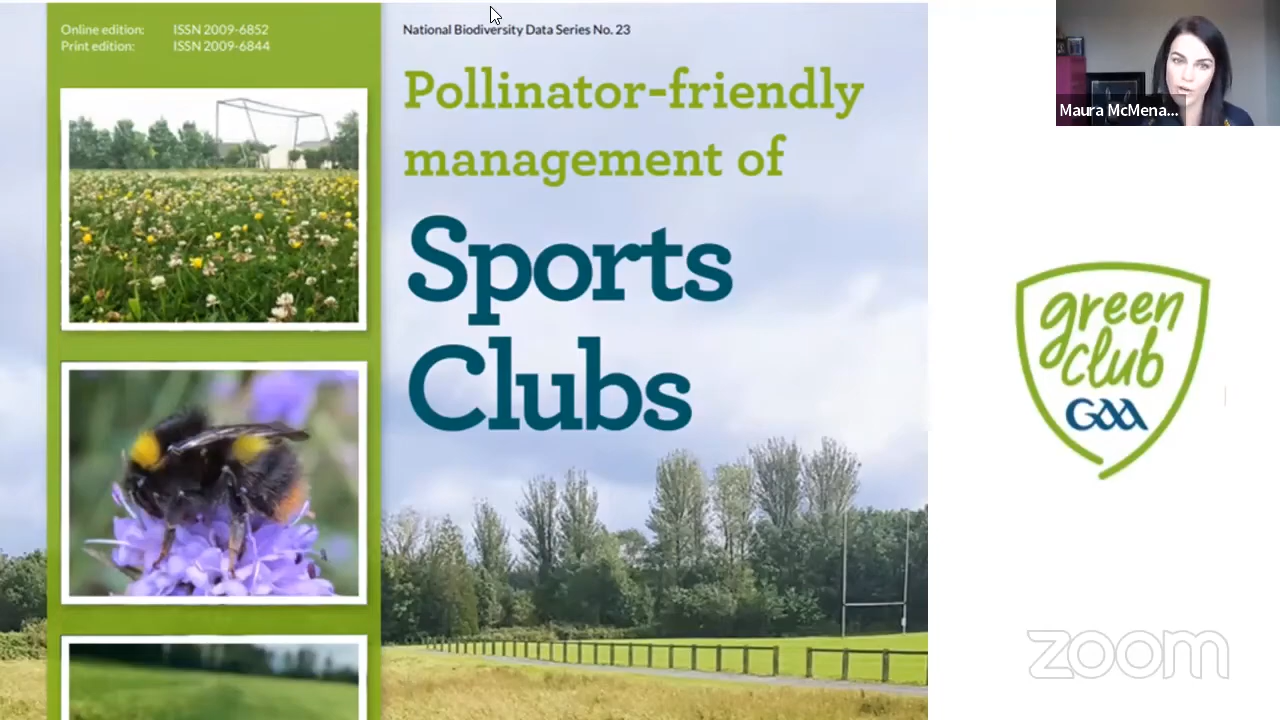 Online edition: ISSN 2009-6852
Print edition: ISSN 2009-6844
National Biodiversity Data Series No. 23
Pollinator-friendly
management of
Sports
Clubs
Maura McMena...
green
club
GAA
zoom